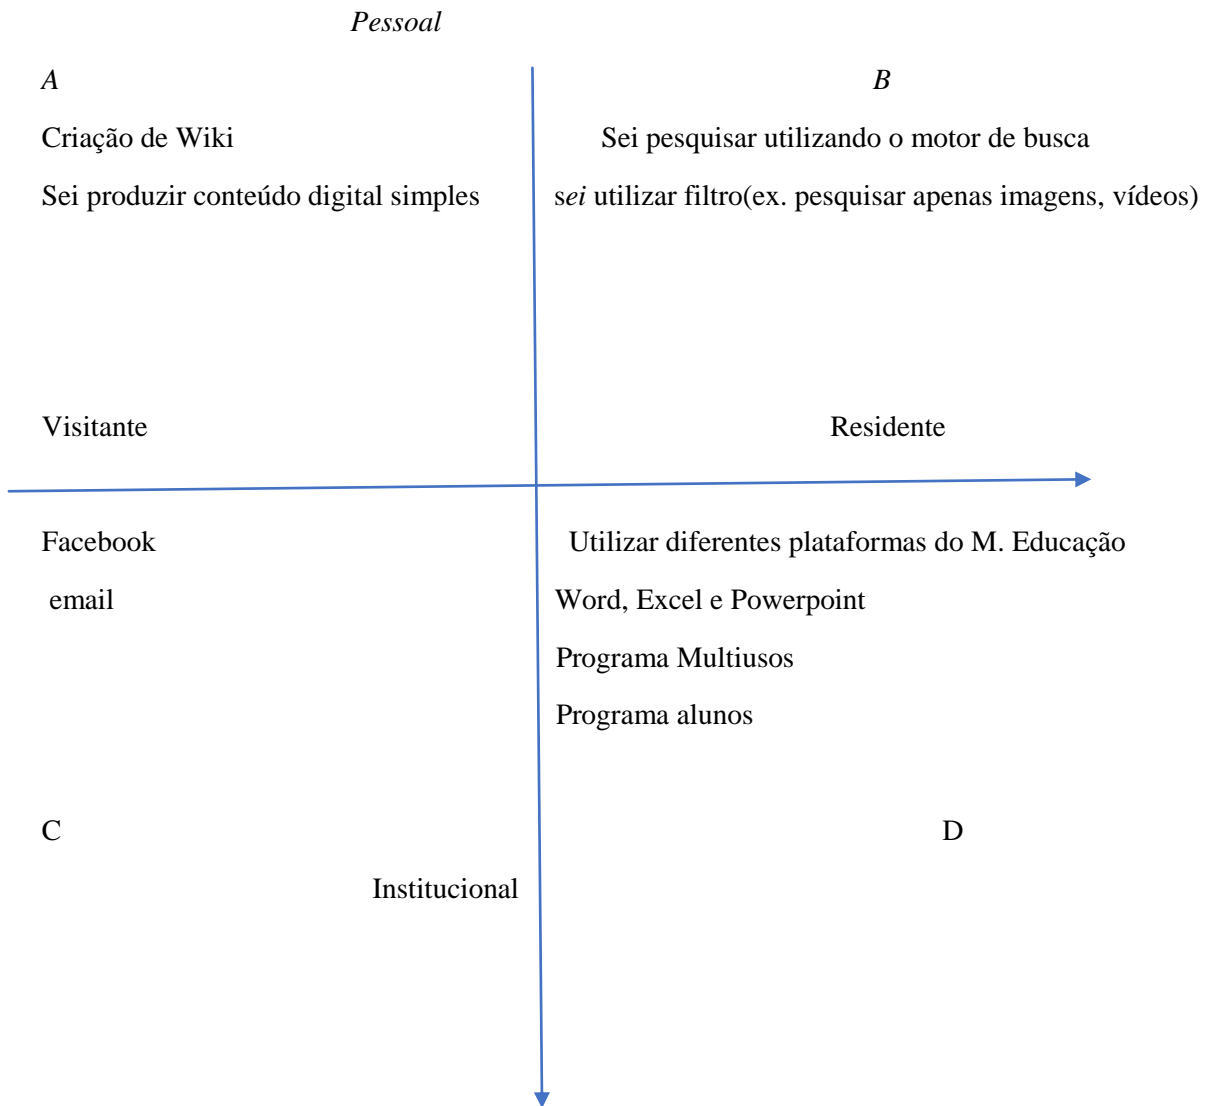 Pessoal
A B
Criação de Wiki Sei pesquisar utilizando o motor de busca
Sei produzir conteúdo digital simples sei utilizar filtro(ex. pesquisar apenas imagens, vídeos)
Visitante Residente
Facebook Utilizar diferentes plataformas do M. Educação
email Word, Excel e Powerpoint
Programa Multiusos
Programa alunos
C D
Institucional